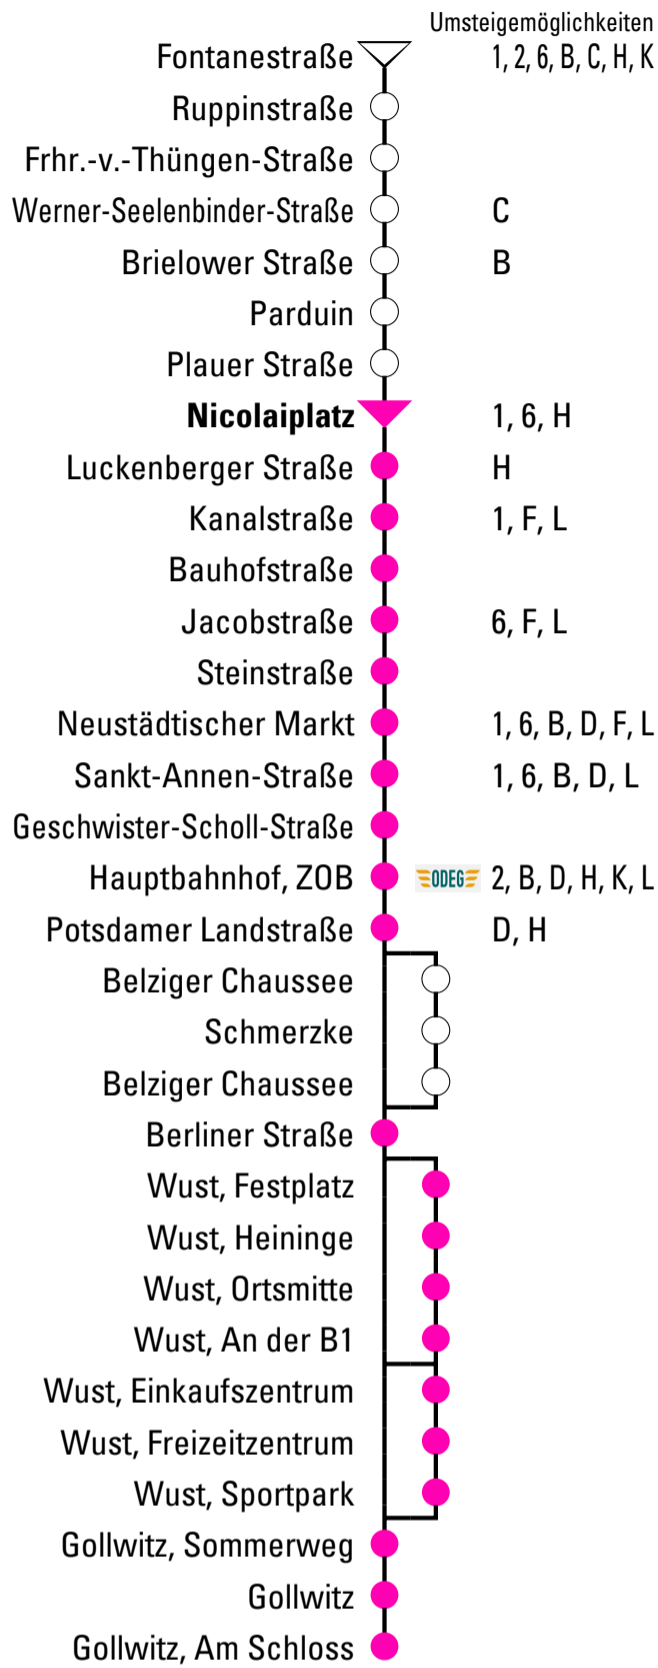 Umsteigemöglichkeiten
Fontanestraße 1, 2, 6, B, C, H, K
Ruppinstraße
Frhr.-v.-Thüngen-Straße
Werner-Seelenbinder-Straße C
Brielower Straße B
Parduin
Plauer Straße
Nicolaiplatz 1, 6, H
Luckenberger Straße H
Kanalstraße 1, F, L
Bauhofstraße
Jacobstraße 6, F, L
Steinstraße
Neustädtischer Markt 1, 6, B, D, F, L
Sankt-Annen-Straße 1, 6, B, D, L
Geschwister-Scholl-Straße
Hauptbahnhof, ZOB ODEG 2, B, D, H, K, L
Potsdamer Landstraße D, H
Belziger Chaussee
Schmerzke
Belziger Chaussee
Berliner Straße
Wust, Festplatz
Wust, Heininge
Wust, Ortsmitte
Wust, An der B1
Wust, Einkaufszentrum
Wust, Freizeitzentrum
Wust, Sportpark
Gollwitz, Sommerweg
Gollwitz
Gollwitz, Am Schloss